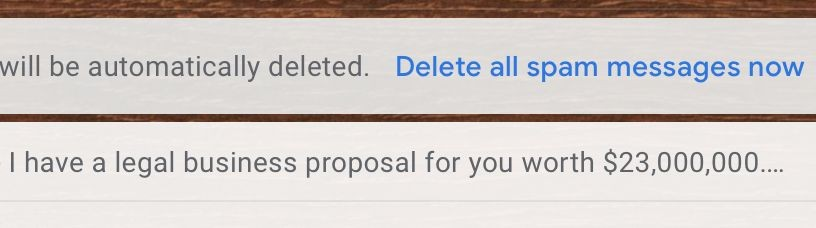 will be automatically deleted. Delete all spam messages now
I have a legal business proposal for you worth $23,000,000....